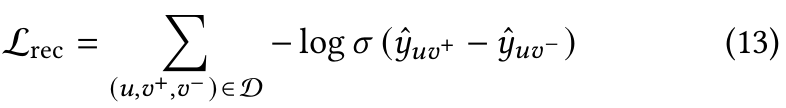 ℒ_rec = ∑_{(u,v⁺,v⁻)∈𝒟} − log σ (ŷ_{uv⁺} − ŷ_{uv⁻}) (13)